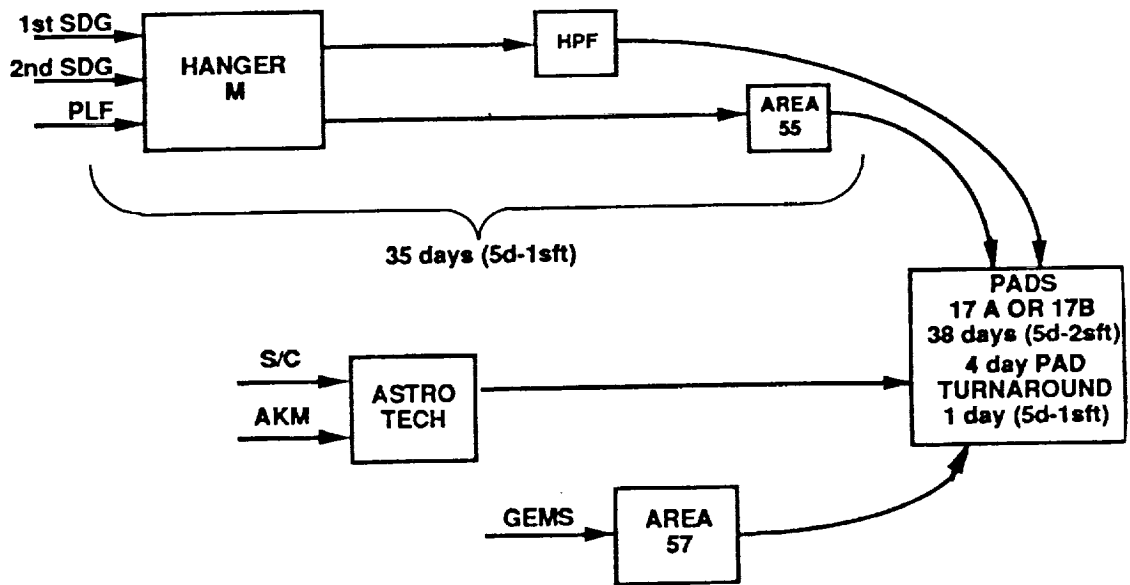 1st SDG
2nd SDG
PLF
HANGER
M
HPF
AREA
55
35 days (5d-1sft)
S/C
AKM
ASTRO
TECH
GEMS
AREA
57
PADS
17 A OR 17B
38 days (5d-2sft)
4 day PAD
TURNAROUND
1 day (5d-1sft)